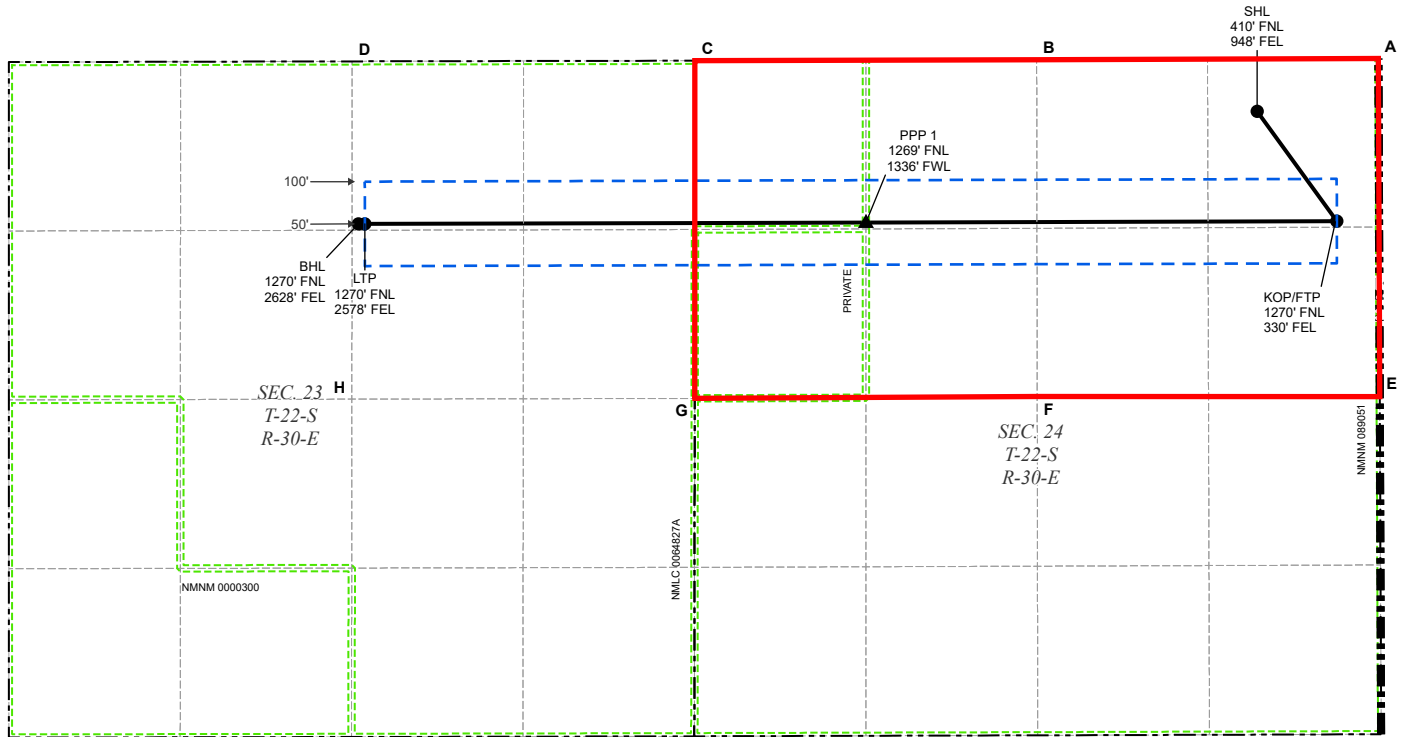 SHL
410' FNL
948' FEL
D
C
B
A
PPP 1
1269' FNL
1336' FWL
100'
50'
BHL
1270' FNL
2628' FEL
LTP
1270' FNL
2578' FEL
PRIVATE
KOP/FTP
1270' FNL
330' FEL
H
G
F
E
SEC. 23
T-22-S
R-30-E
SEC. 24
T-22-S
R-30-E
NMNM 089051
NMLC 0064827A
NMNM 0000300